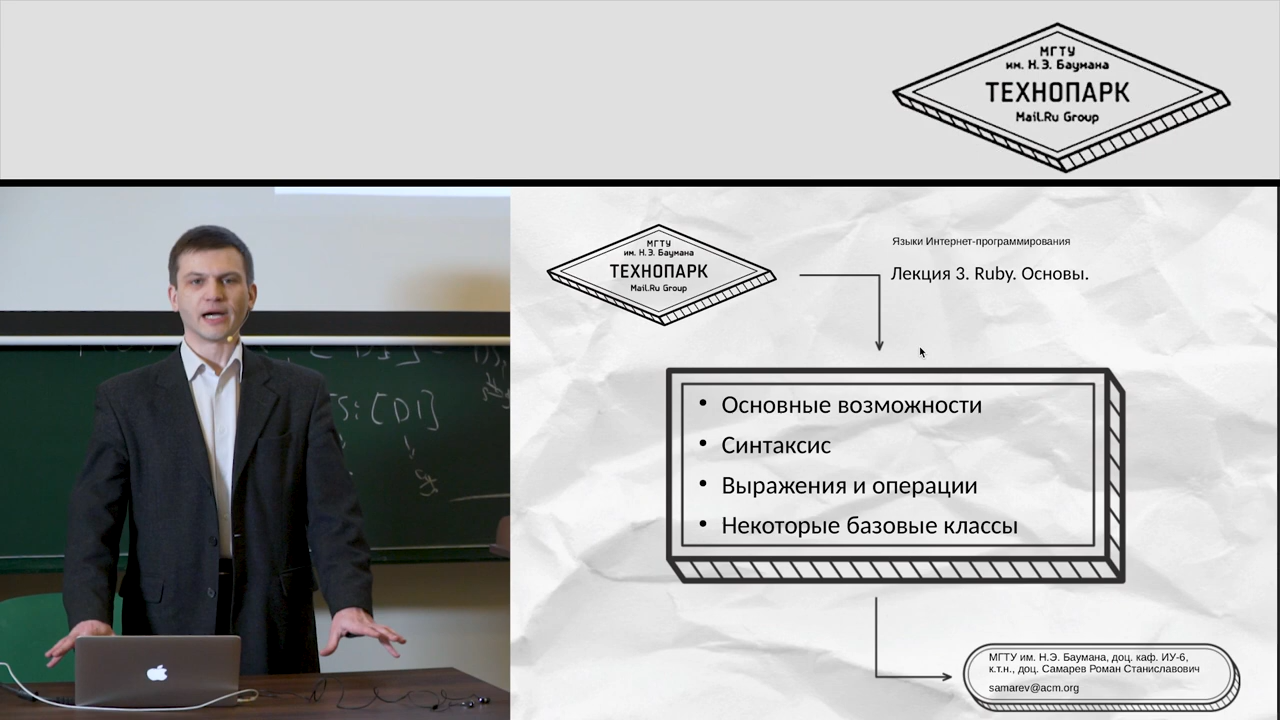 МГТУ
им. Н.Э. Баумана
ТЕХНОПАРК
Mail.Ru Group
МГТУ
им. Н.Э. Баумана
ТЕХНОПАРК
Mail.Ru Group
Языки Интернет-программирования
Лекция 3. Ruby. Основы.
• Основные возможности
• Синтаксис
• Выражения и операции
• Некоторые базовые классы
МГТУ им. Н.Э. Баумана, доц. каф. ИУ-6,
к.т.н., доц. Самарев Роман Станиславович
samarev@acm.org